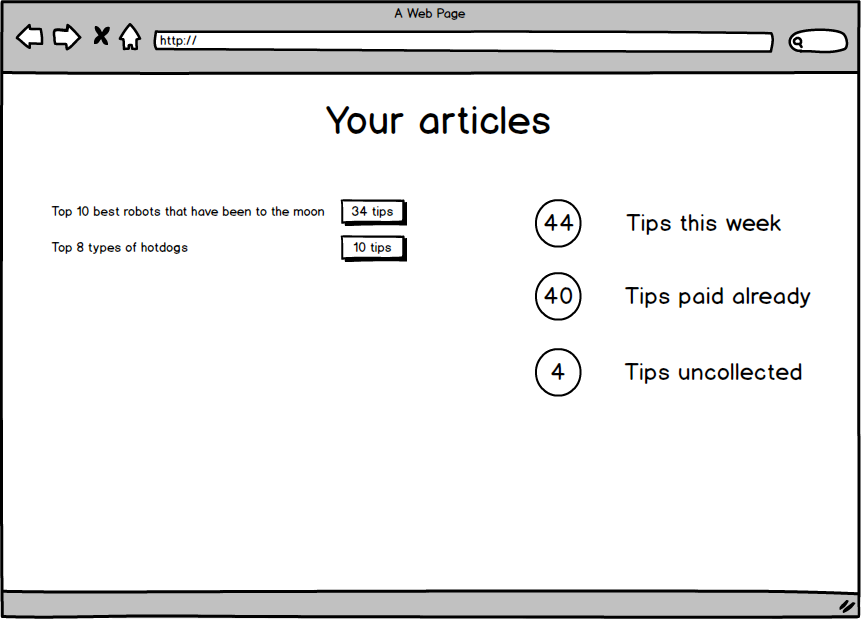 A Web Page
http://
Your articles
Top 10 best robots that have been to the moon
34 tips
Top 8 types of hotdogs
10 tips
44
Tips this week
40
Tips paid already
4
Tips uncollected